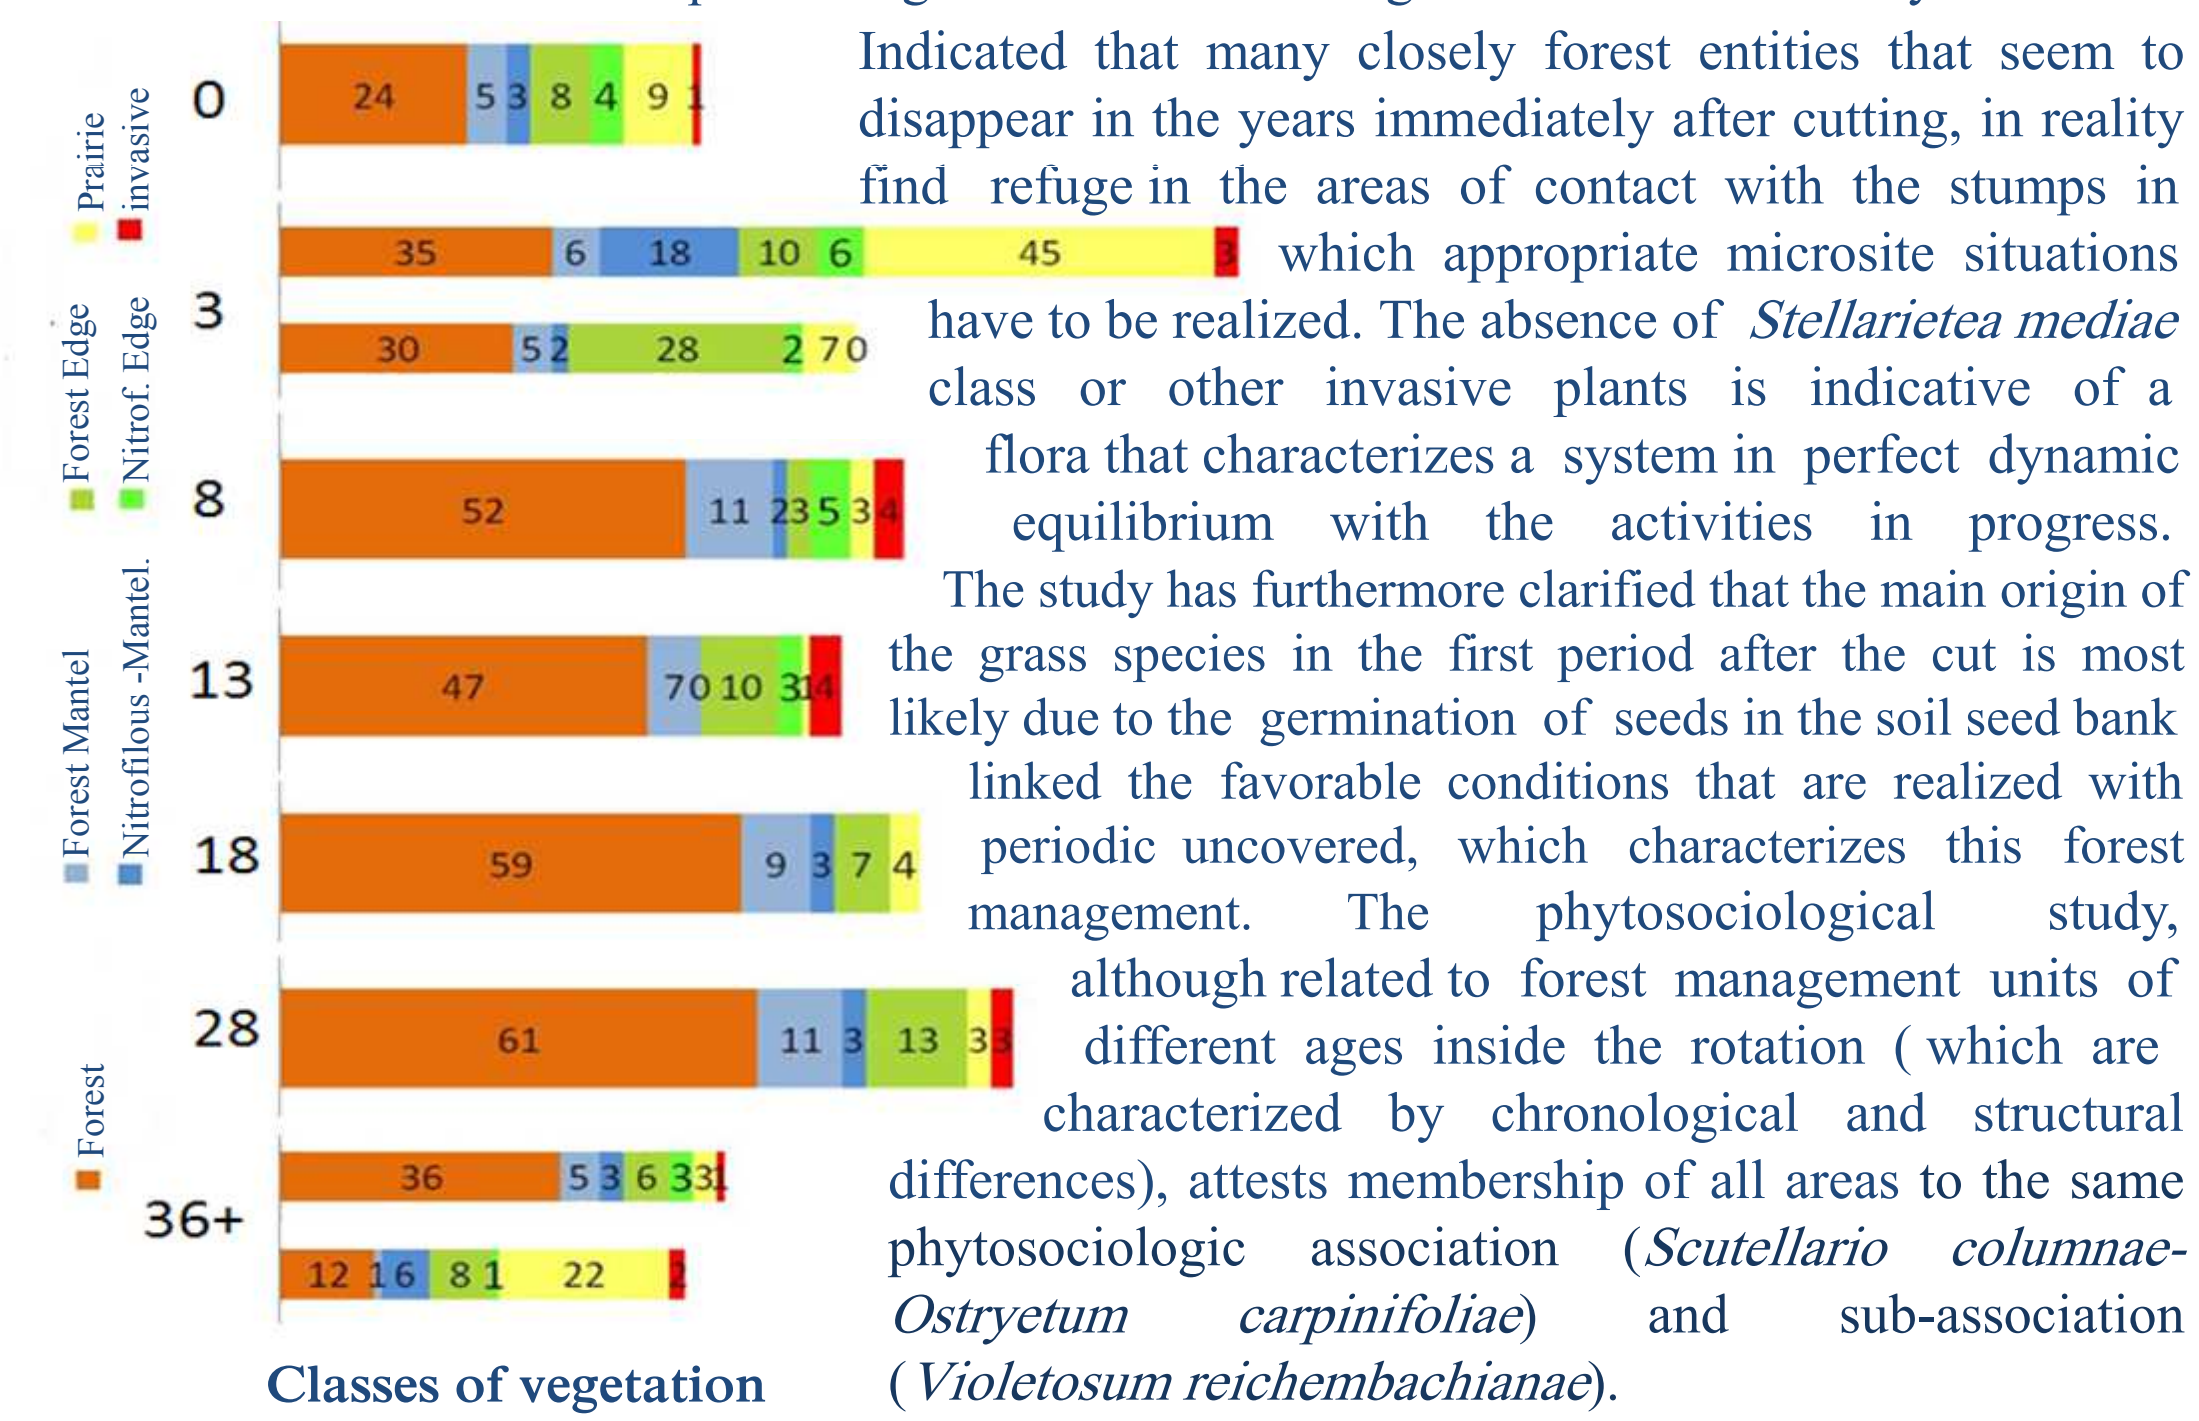 Prairie
invasive
Forest Edge
Nitrof. Edge
Forest Mantel
Nitrofilous -Mantel.
Forest
0
24 5 3 8 4 9 1
3
35 6 18 10 6 45 3
30 5 2 28 2 7 0
8
52 11 2 3 5 3 4
13
47 7 0 10 3 1 4
18
59 9 3 7 4
28
61 11 3 13 3 3
36+
36 5 3 6 3 3 1
12 1 6 8 1 22 2
Classes of vegetation
Indicated that many closely forest entities that seem to
disappear in the years immediately after cutting, in reality
find refuge in the areas of contact with the stumps in
which appropriate microsite situations
have to be realized. The absence of Stellarietea mediae
class or other invasive plants is indicative of a
flora that characterizes a system in perfect dynamic
equilibrium with the activities in progress.
The study has furthermore clarified that the main origin of
the grass species in the first period after the cut is most
likely due to the germination of seeds in the soil seed bank
linked the favorable conditions that are realized with
periodic uncovered, which characterizes this forest
management. The phytosociological study,
although related to forest management units of
different ages inside the rotation ( which are
characterized by chronological and structural
differences), attests membership of all areas to the same
phytosociologic association (Scutellario columnae-
Ostryetum carpinifoliae) and sub-association
( Violetosum reichembachianae).